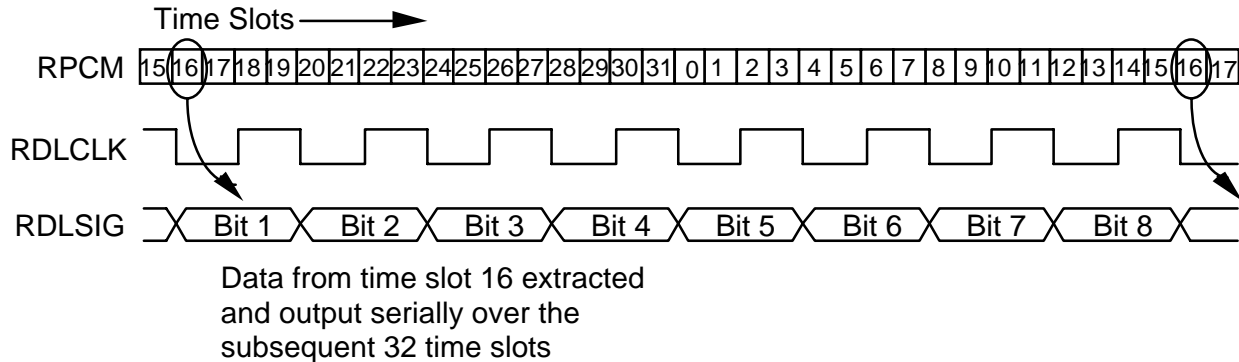 Time Slots
RPCM 15 16 17 18 19 20 21 22 23 24 25 26 27 28 29 30 31 0 1 2 3 4 5 6 7 8 9 10 11 12 13 14 15 16 17
RDLCLK
RDLSIG Bit 1 Bit 2 Bit 3 Bit 4 Bit 5 Bit 6 Bit 7 Bit 8
Data from time slot 16 extracted
and output serially over the
subsequent 32 time slots